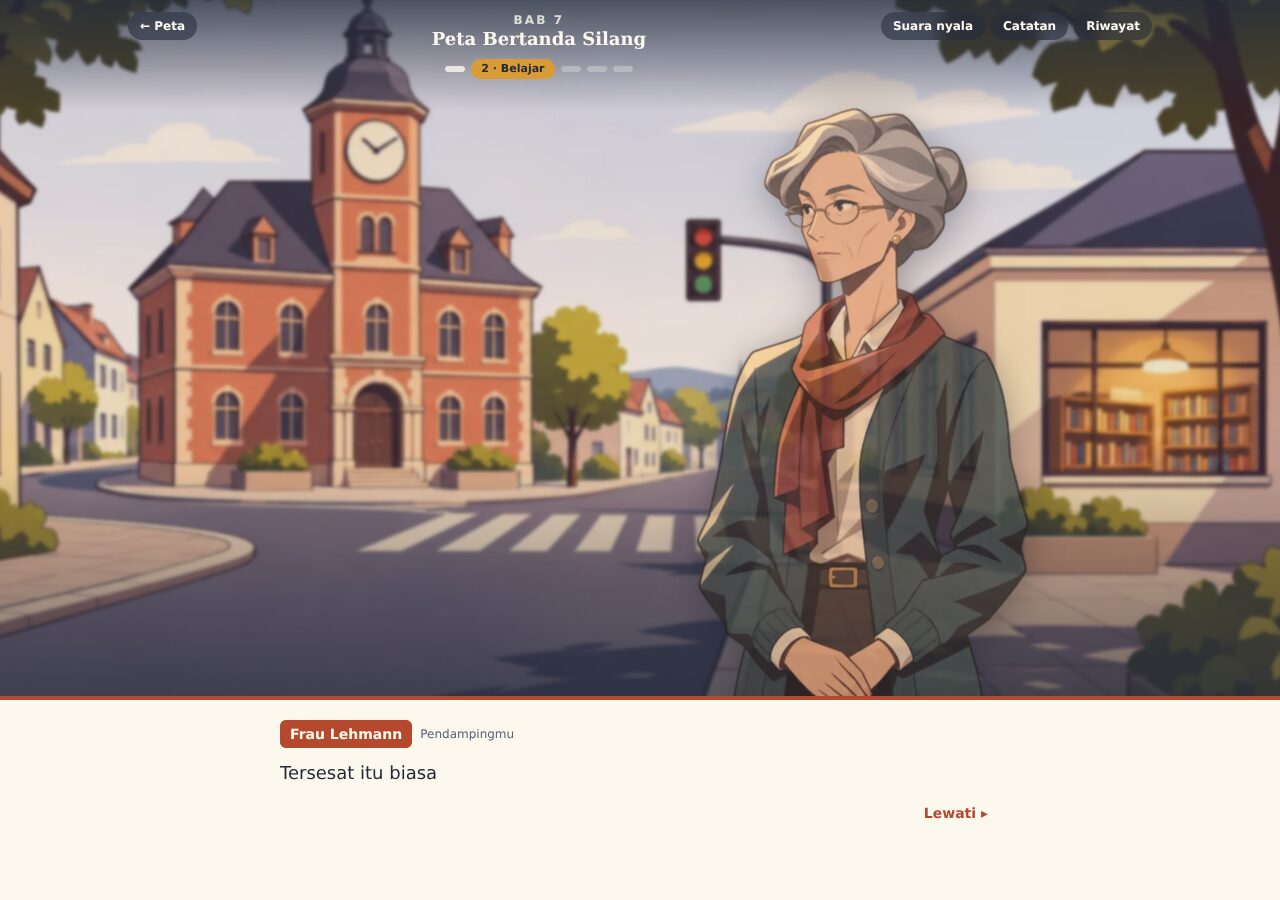 ← Peta
BAB 7
Peta Bertanda Silang
2 · Belajar
Suara nyala
Catatan
Riwayat
Frau Lehmann
Pendampingmu
Tersesat itu biasa
Lewati ▸